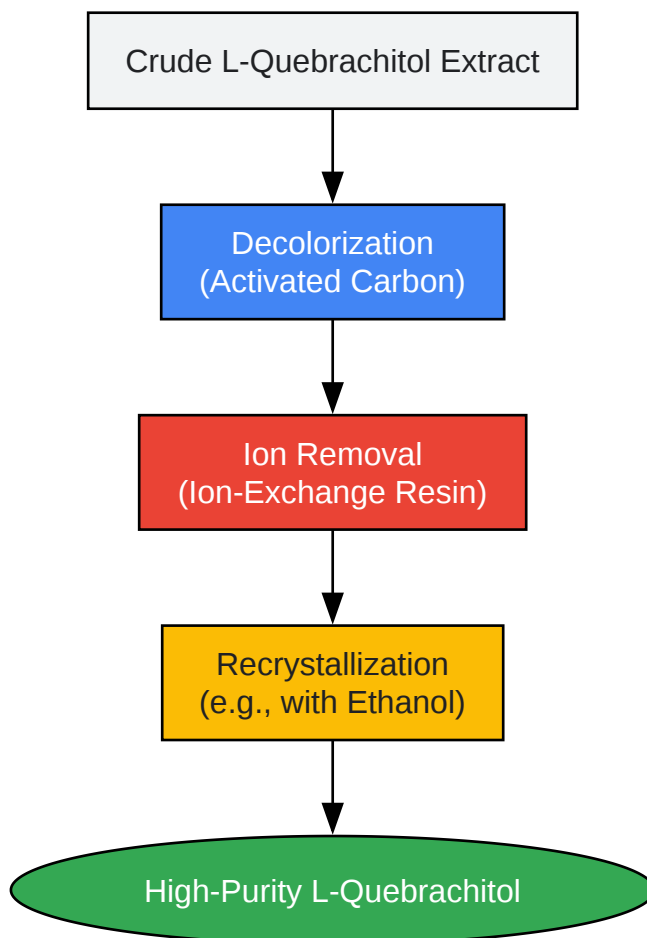 Crude L-Quebrachitol Extract
Decolorization
(Activated Carbon)
Ion Removal
(Ion-Exchange Resin)
Recrystallization
(e.g., with Ethanol)
High-Purity L-Quebrachitol